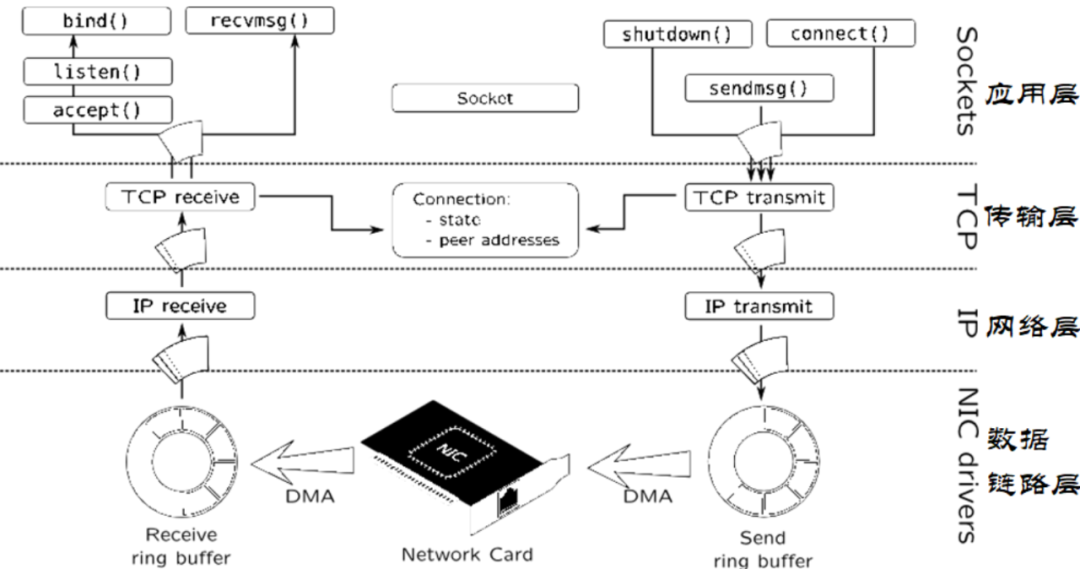 bind()
recvmsg()
listen()
accept()
Socket
shutdown()
connect()
sendmsg()
Sockets
应用层
TCP receive
Connection:
- state
- peer addresses
TCP transmit
TCP
传输层
IP receive
IP transmit
IP
网络层
NIC
DMA
DMA
Receive
ring buffer
Network Card
Send
ring buffer
NIC drivers
数据
链路层